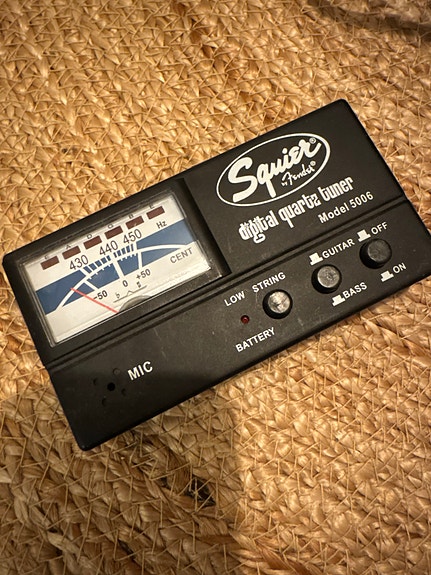 Squier®
by Fender®
digital quartz tuner
Model 5006
E A D G B E
430 440 450 Hz
-50 0 +50 CENT
♭ ♯
LOW STRING
BATTERY
GUITAR
BASS
OFF
ON
MIC